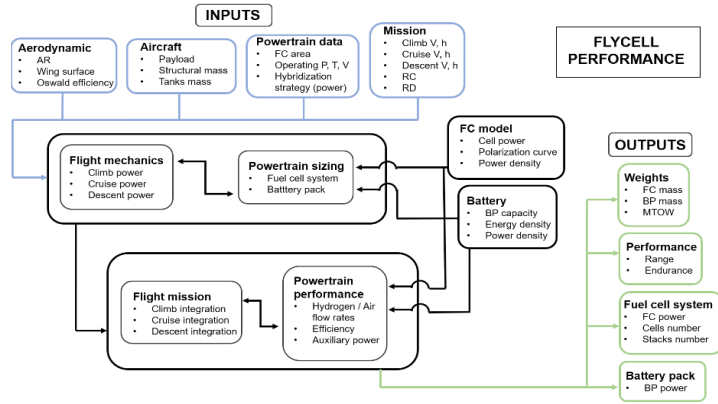 INPUTS
Aerodynamic
• AR
• Wing surface
• Oswald efficiency
Aircraft
• Payload
• Structural mass
• Tanks mass
Powertrain data
• FC area
• Operating P, T, V
• Hybridization
strategy (power)
Mission
• Climb V, h
• Cruise V, h
• Descent V, h
• RC
• RD
FLYCELL
PERFORMANCE
Flight mechanics
• Climb power
• Cruise power
• Descent power
Powertrain sizing
• Fuel cell system
• Batttery pack
FC model
• Cell power
• Polarization curve
• Power density
Battery
• BP capacity
• Energy density
• Power density
Flight mission
• Climb integration
• Cruise integration
• Descent integration
Powertrain
performance
• Hydrogen / Air
flow rates
• Efficiency
• Auxiliary power
OUTPUTS
Weights
• FC mass
• BP mass
• MTOW
Performance
• Range
• Endurance
Fuel cell system
• FC power
• Cells number
• Stacks number
Battery pack
• BP power